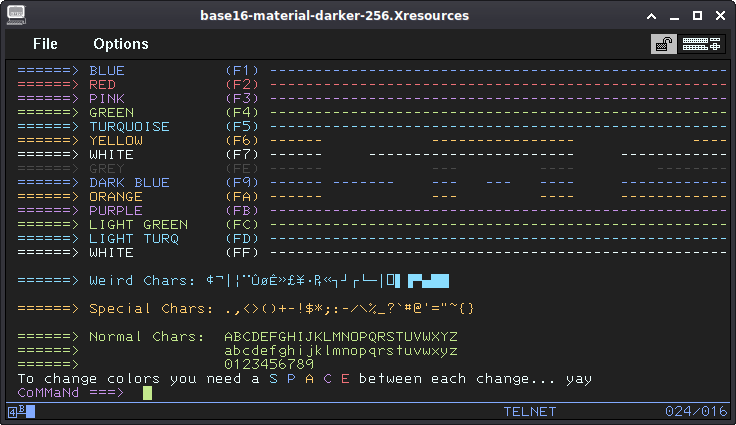 base16-material-darker-256.Xresources
File Options
======> BLUE (F1) ------------------------------------------------------
======> RED (F2) ------------------------------------------------------
======> PINK (F3) ------------------------------------------------------
======> GREEN (F4) ------------------------------------------------------
======> TURQUOISE (F5) ------------------------------------------------------
======> YELLOW (F6) ------ ----------------- ----
======> WHITE (F7) ------ ------------------------ -------------
======> GREY (FE) --- --- ----
======> DARK BLUE (F9) ------ ------- --- --- ---- -------------
======> ORANGE (FA) ------ --- ---- -------------
======> PURPLE (FB) ------------------------------------------------------
======> LIGHT GREEN (FC) ------------------------------------------------------
======> LIGHT TURQ (FD) ------------------------------------------------------
======> WHITE (FF) ------------------------------------------------------
======> Weird Chars: ¢¬|¦¨ÛøÊ»£¥·₧«┐┘┌└─│
======> Special Chars: .,<>()+-!$*;:-/\%_?`#@'="~{}
======> Normal Chars: ABCDEFGHIJKLMNOPQRSTUVWXYZ
======> abcdefghijklmnopqrstuvwxyz
======> 0123456789
To change colors you need a S P A C E between each change... yay
CoMMaNd ===>
4 B TELNET 024/016